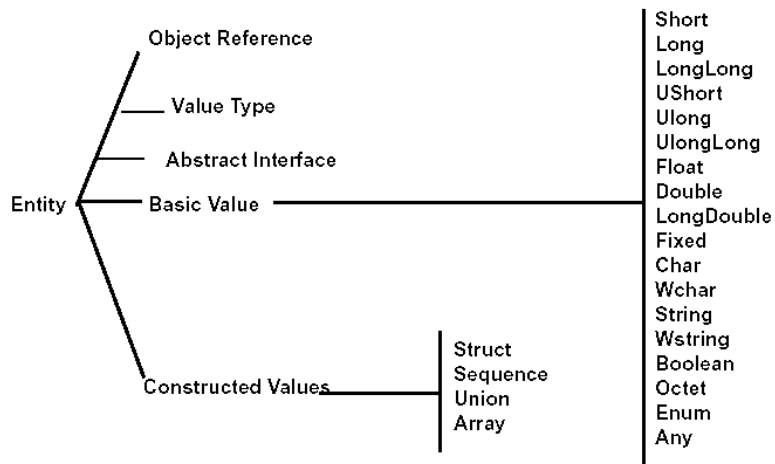 Object Reference
Value Type
Abstract Interface
Entity
Basic Value
Constructed Values
Struct
Sequence
Union
Array
Short
Long
LongLong
UShort
Ulong
UlongLong
Float
Double
LongDouble
Fixed
Char
Wchar
String
Wstring
Boolean
Octet
Enum
Any